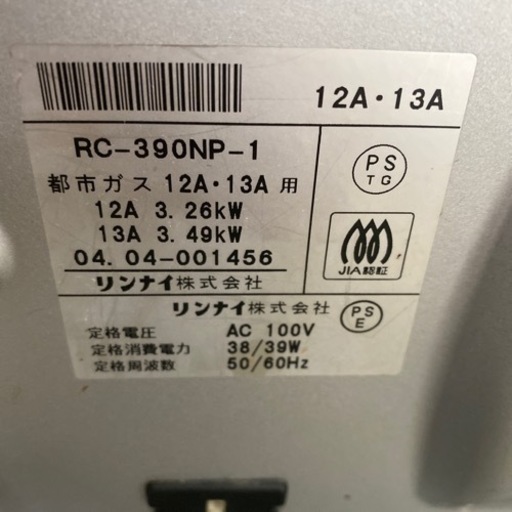 12A・13A
RC-390NP-1
都市ガス 12A・13A 用
12A 3.26kW
13A 3.49kW
04.04-001456
リンナイ株式会社
PS
TG
JIA認証
リンナイ株式会社
PS
E
定格電圧 AC 100V
定格消費電力 38/39W
定格周波数 50/60Hz